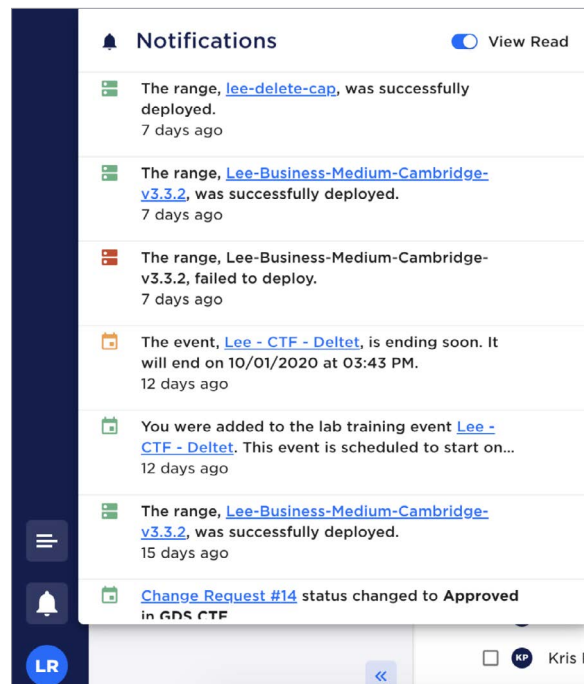 Notifications
View Read
The range, lee-delete-cap, was successfully
deployed.
7 days ago
The range, Lee-Business-Medium-Cambridge-
v3.3.2, was successfully deployed.
7 days ago
The range, Lee-Business-Medium-Cambridge-
v3.3.2, failed to deploy.
7 days ago
The event, Lee - CTF - Deltet, is ending soon. It
will end on 10/01/2020 at 03:43 PM.
12 days ago
You were added to the lab training event Lee -
CTF - Deltet. This event is scheduled to start on...
12 days ago
The range, Lee-Business-Medium-Cambridge-
v3.3.2, was successfully deployed.
15 days ago
Change Request #14 status changed to Approved
in GDS CTF
LR
KP Kris